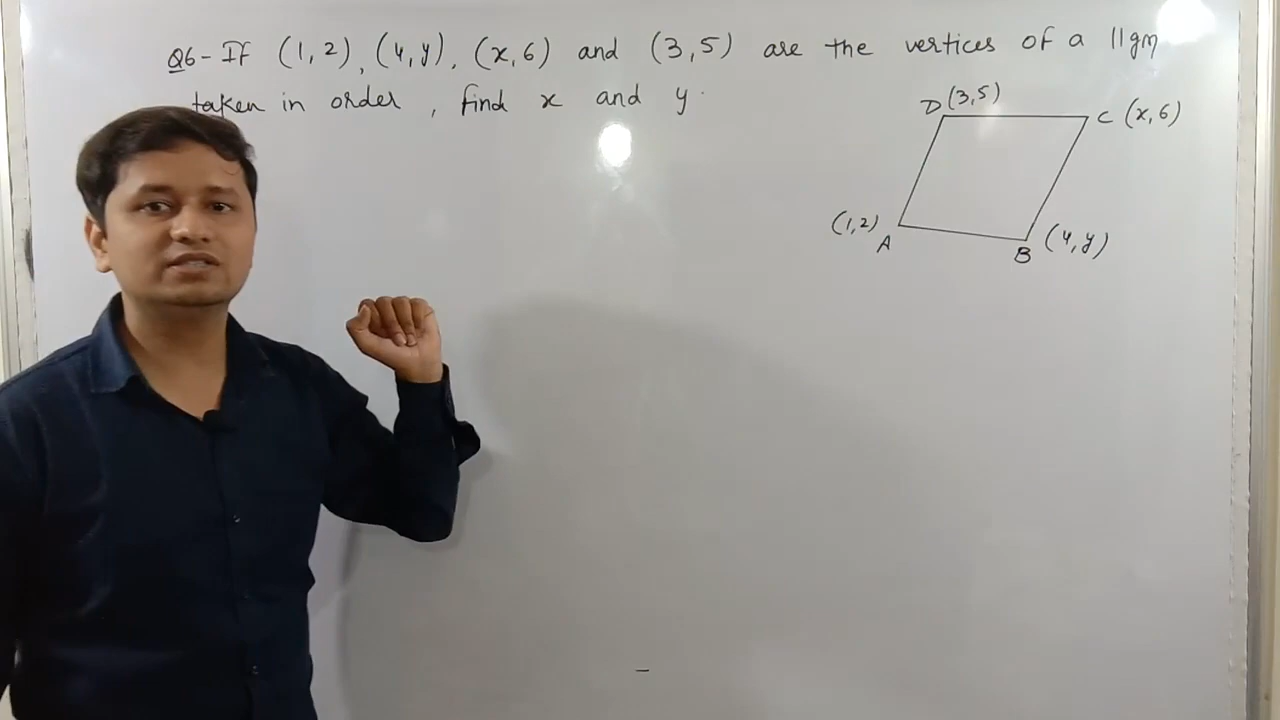 Q6- If (1,2), (4,y), (x,6) and (3,5) are the vertices of a ||gm
taken in order, find x and y.
D (3,5)
C (x,6)
(1,2) A
B (4,y)